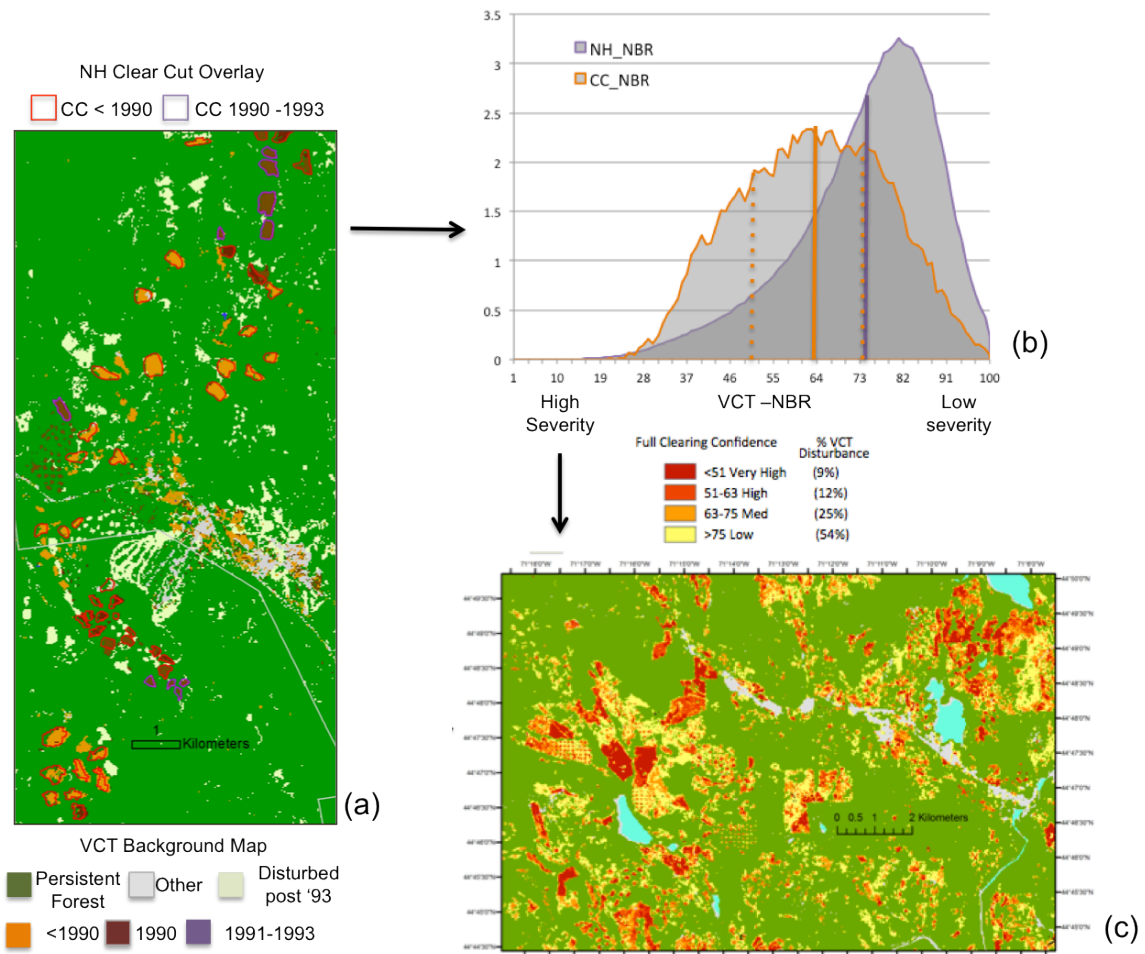 NH Clear Cut Overlay
CC < 1990 CC 1990 -1993
1
Kilometers
(a)
VCT Background Map
Persistent Forest Other Disturbed post ‘93
<1990 1990 1991-1993
3.5
3
2.5
2
1.5
1
0.5
0
NH_NBR
CC_NBR
1 10 19 28 37 46 55 64 73 82 91 100
High Severity VCT –NBR Low severity
(b)
Full Clearing Confidence % VCT Disturbance
<51 Very High (9%)
51-63 High (12%)
63-75 Med (25%)
>75 Low (54%)
0 0.5 1 2 Kilometers
(c)